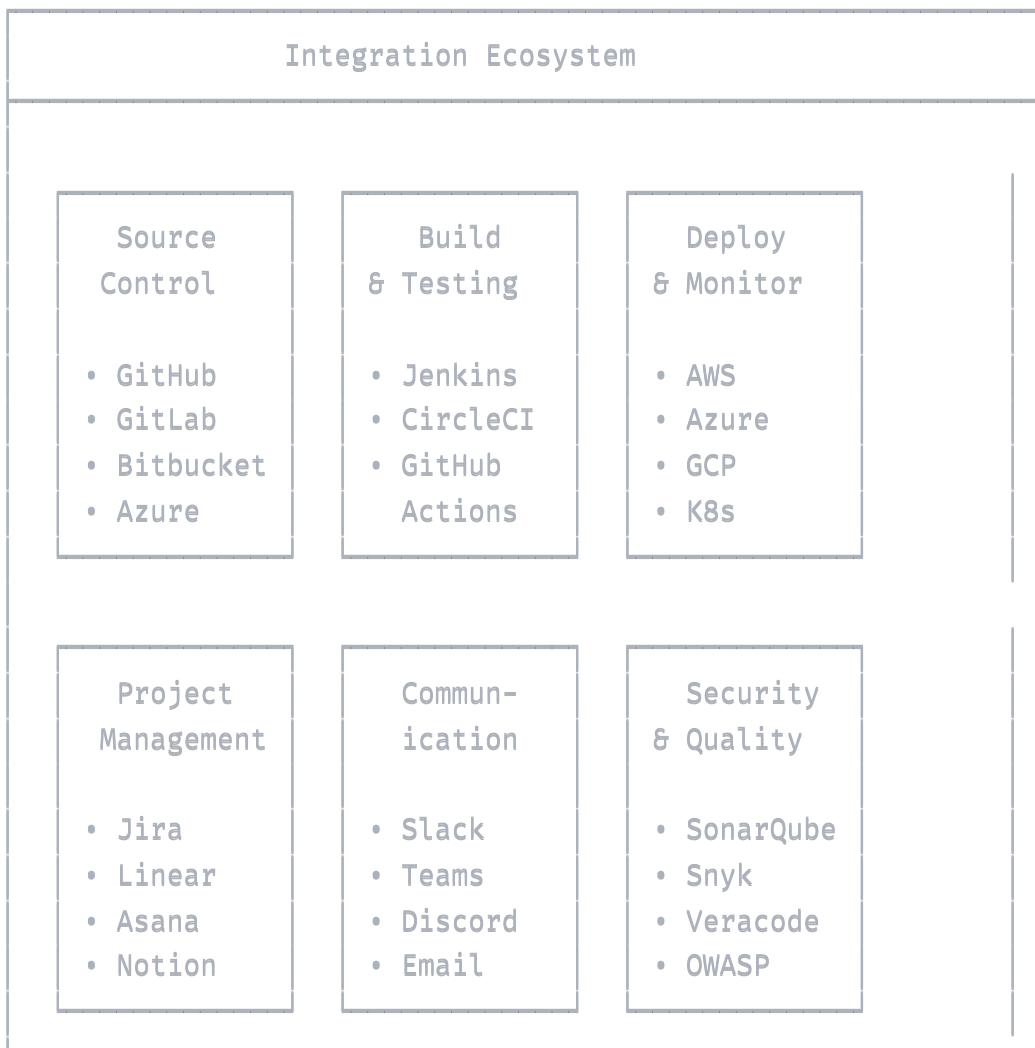 Integration Ecosystem
Source
Control
• GitHub
• GitLab
• Bitbucket
• Azure
Build
& Testing
• Jenkins
• CircleCI
• GitHub
Actions
Deploy
& Monitor
• AWS
• Azure
• GCP
• K8s
Project
Management
• Jira
• Linear
• Asana
• Notion
Commun-
ication
• Slack
• Teams
• Discord
• Email
Security
& Quality
• SonarQube
• Snyk
• Veracode
• OWASP